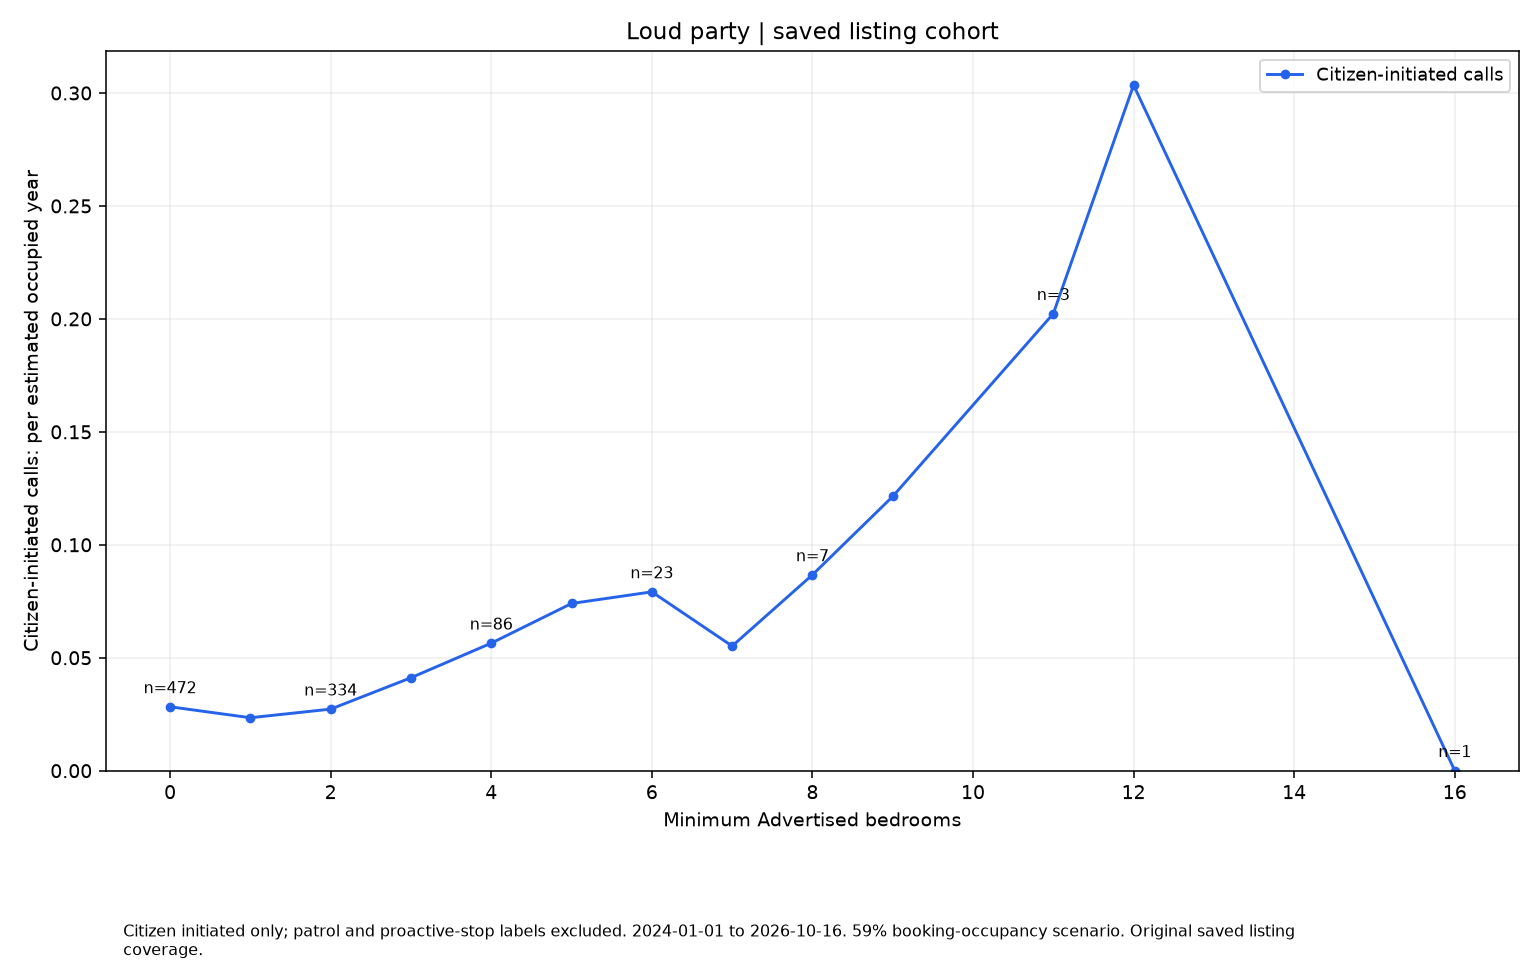 Loud party | saved listing cohort
Citizen-initiated calls
Citizen-initiated calls: per estimated occupied year
0.30
0.25
0.20
0.15
0.10
0.05
0.00
n=472
n=334
n=86
n=23
n=7
n=3
n=1
0 2 4 6 8 10 12 14 16
Minimum Advertised bedrooms
Citizen initiated only; patrol and proactive-stop labels excluded. 2024-01-01 to 2026-10-16. 59% booking-occupancy scenario. Original saved listing
coverage.